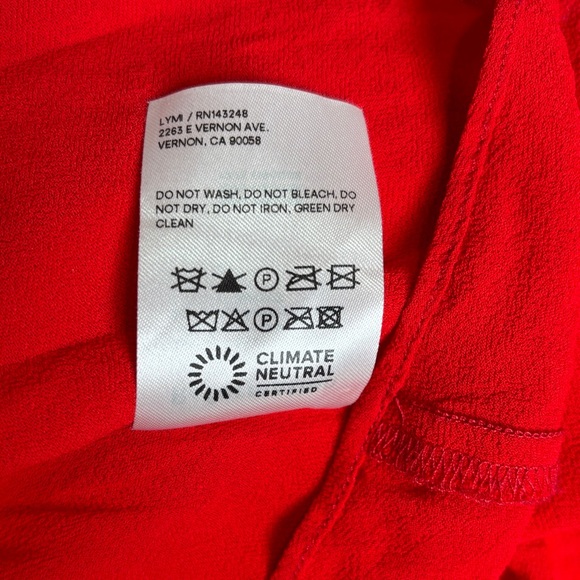 LYMI / RN143248
2263 E VERNON AVE.
VERNON, CA 90058
DO NOT WASH, DO NOT BLEACH, DO
NOT DRY, DO NOT IRON, GREEN DRY
CLEAN
P
P
CLIMATE
NEUTRAL
CERTIFIED